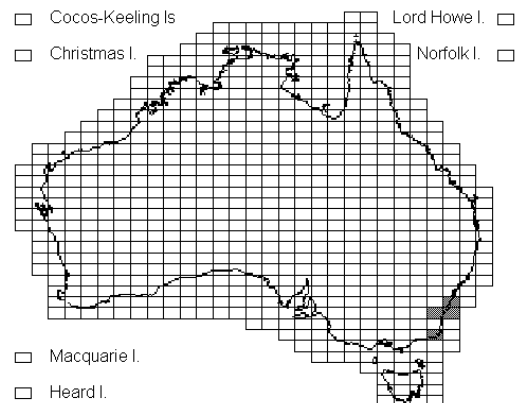 Cocos-Keeling Is
Lord Howe I.
Christmas I.
Norfolk I.
Macquarie I.
Heard I.